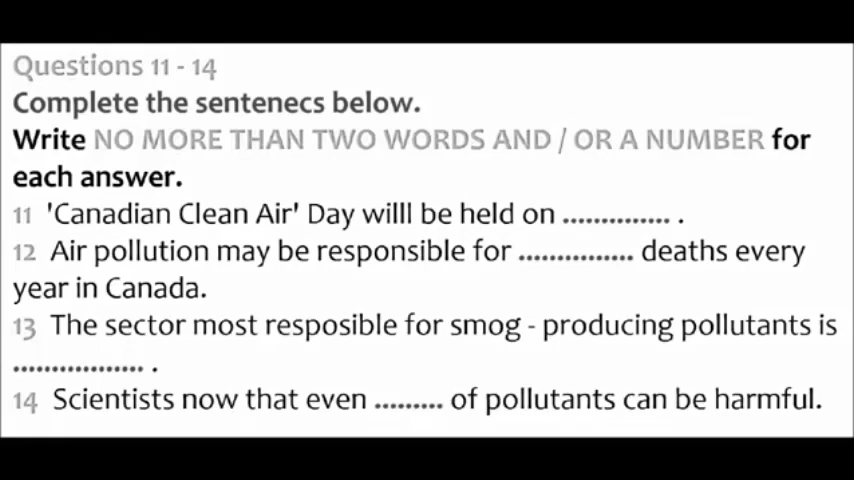 Questions 11 - 14
Complete the sentenecs below.
Write NO MORE THAN TWO WORDS AND / OR A NUMBER for
each answer.
11 'Canadian Clean Air' Day willl be held on .............. .
12 Air pollution may be responsible for ............... deaths every
year in Canada.
13 The sector most resposible for smog - producing pollutants is
................. .
14 Scientists now that even ......... of pollutants can be harmful.